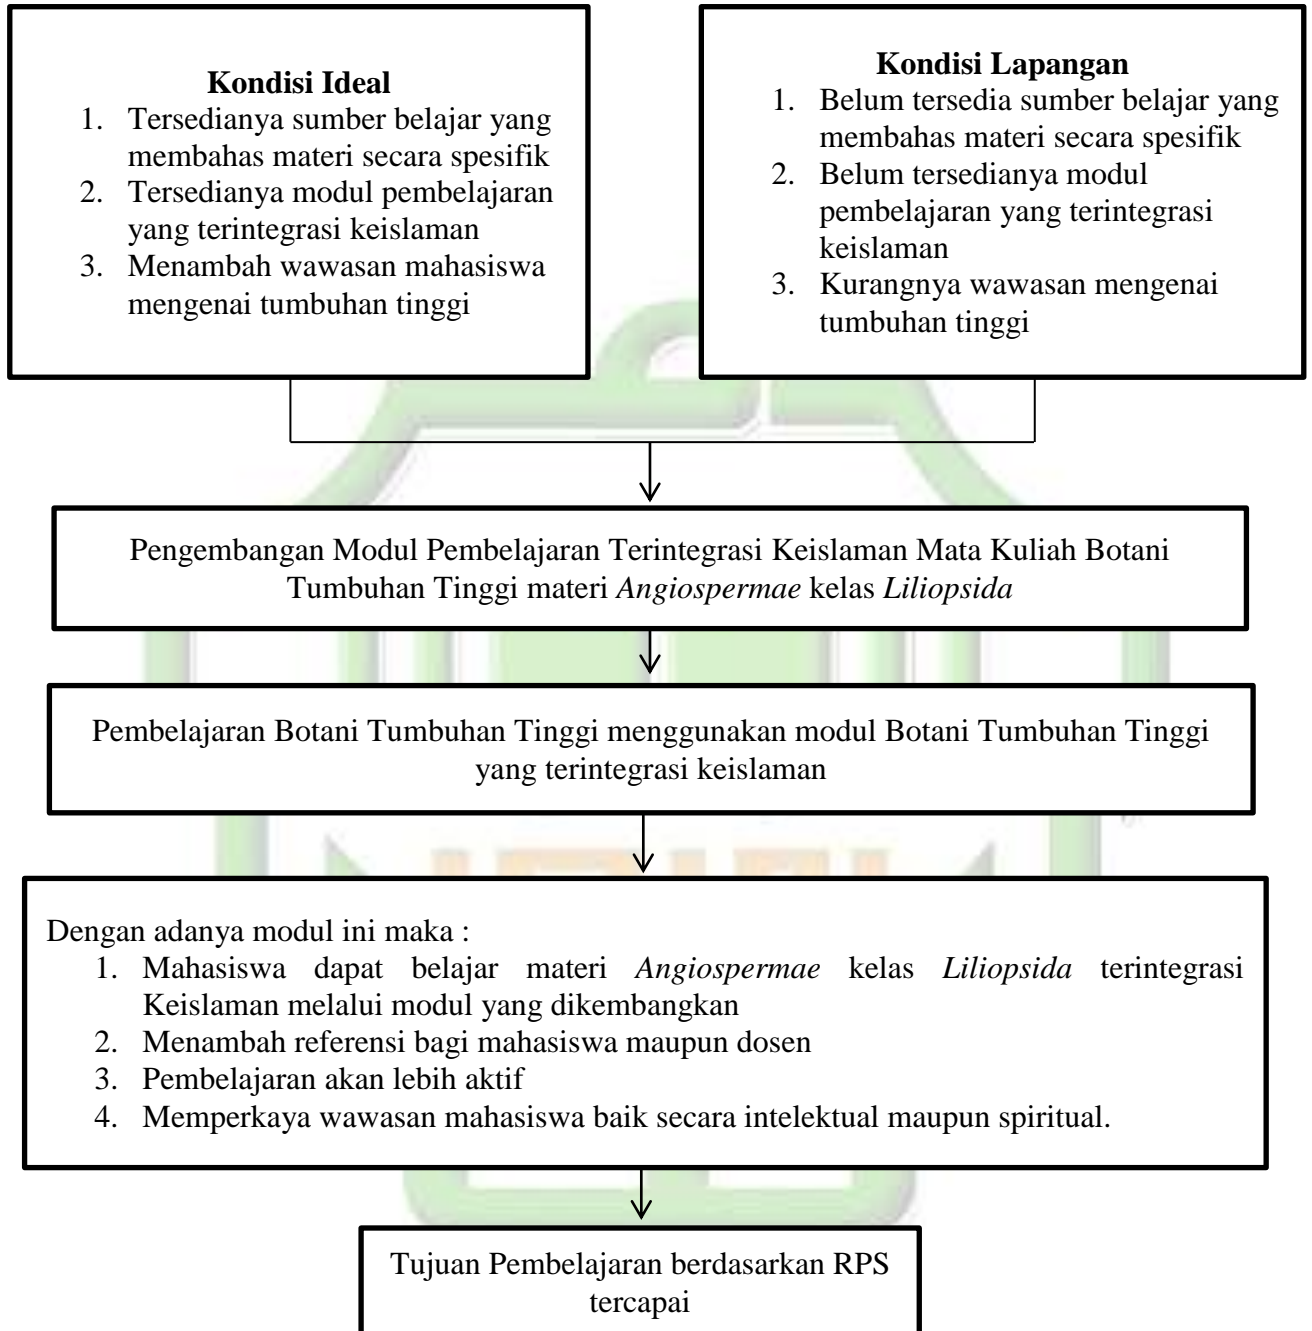 Kondisi Ideal
1. Tersedianya sumber belajar yang
membahas materi secara spesifik
2. Tersedianya modul pembelajaran
yang terintegrasi keislaman
3. Menambah wawasan mahasiswa
mengenai tumbuhan tinggi
Kondisi Lapangan
1. Belum tersedia sumber belajar yang
membahas materi secara spesifik
2. Belum tersedianya modul
pembelajaran yang terintegrasi
keislaman
3. Kurangnya wawasan mengenai
tumbuhan tinggi
Pengembangan Modul Pembelajaran Terintegrasi Keislaman Mata Kuliah Botani
Tumbuhan Tinggi materi Angiospermae kelas Liliopsida
Pembelajaran Botani Tumbuhan Tinggi menggunakan modul Botani Tumbuhan Tinggi
yang terintegrasi keislaman
Dengan adanya modul ini maka :
1. Mahasiswa dapat belajar materi Angiospermae kelas Liliopsida terintegrasi
Keislaman melalui modul yang dikembangkan
2. Menambah referensi bagi mahasiswa maupun dosen
3. Pembelajaran akan lebih aktif
4. Memperkaya wawasan mahasiswa baik secara intelektual maupun spiritual.
Tujuan Pembelajaran berdasarkan RPS
tercapai